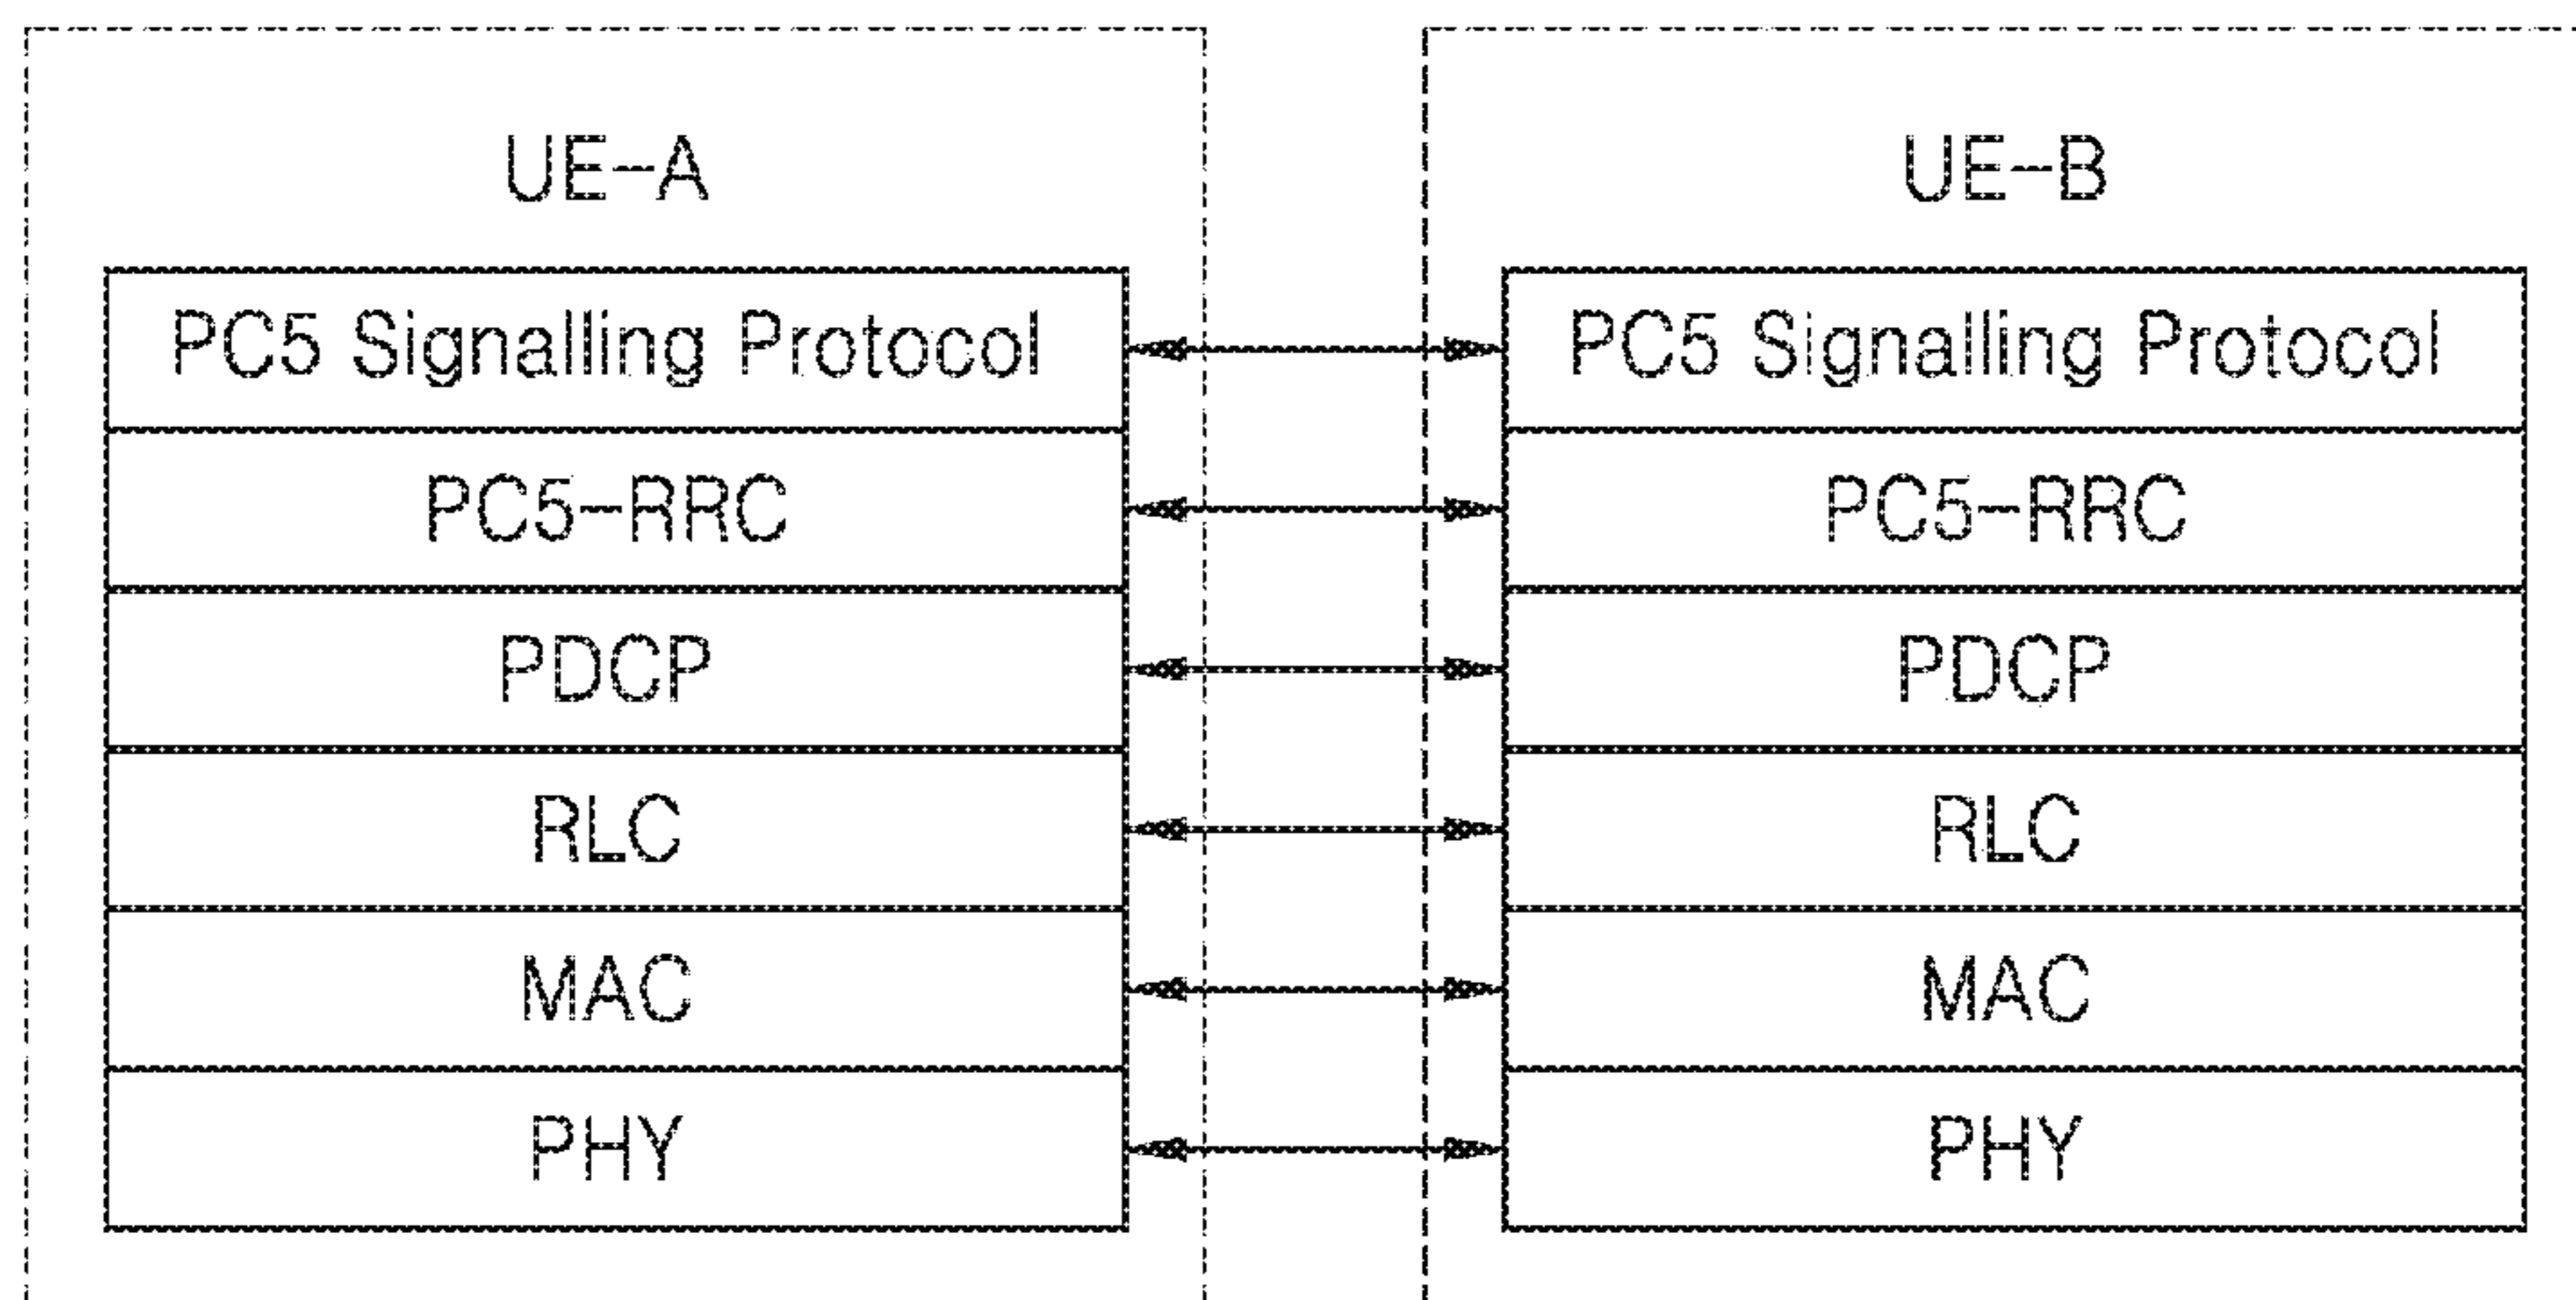 UE-A
PC5 Signalling Protocol
PC5-RRC
PDCP
RLC
MAC
PHY
UE-B
PC5 Signalling Protocol
PC5-RRC
PDCP
RLC
MAC
PHY